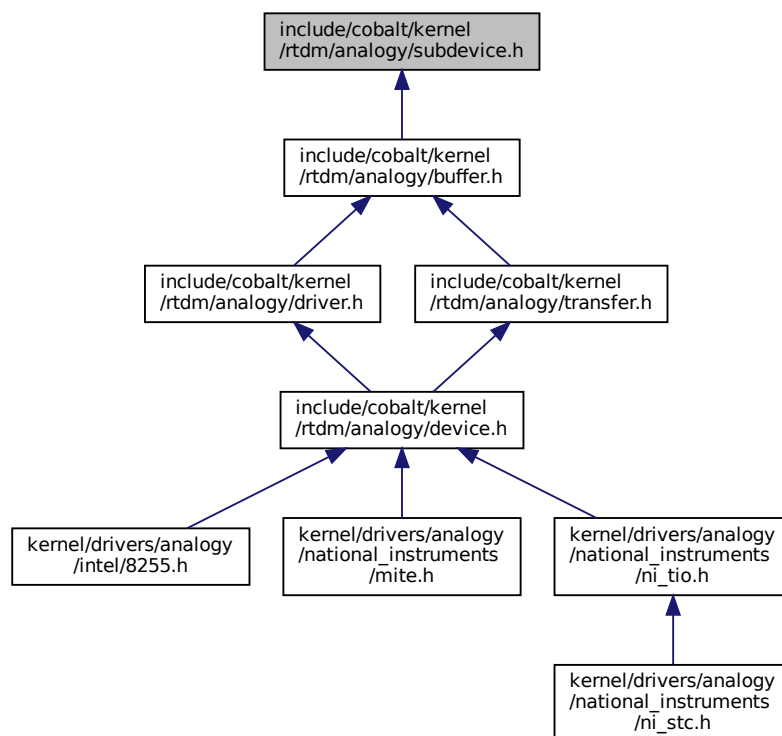 include/cobalt/kernel
/rtdm/analogy/subdevice.h
include/cobalt/kernel
/rtdm/analogy/buffer.h
include/cobalt/kernel
/rtdm/analogy/driver.h
include/cobalt/kernel
/rtdm/analogy/transfer.h
include/cobalt/kernel
/rtdm/analogy/device.h
kernel/drivers/analogy
/intel/8255.h
kernel/drivers/analogy
/national_instruments
/mite.h
kernel/drivers/analogy
/national_instruments
/ni_tio.h
kernel/drivers/analogy
/national_instruments
/ni_stc.h